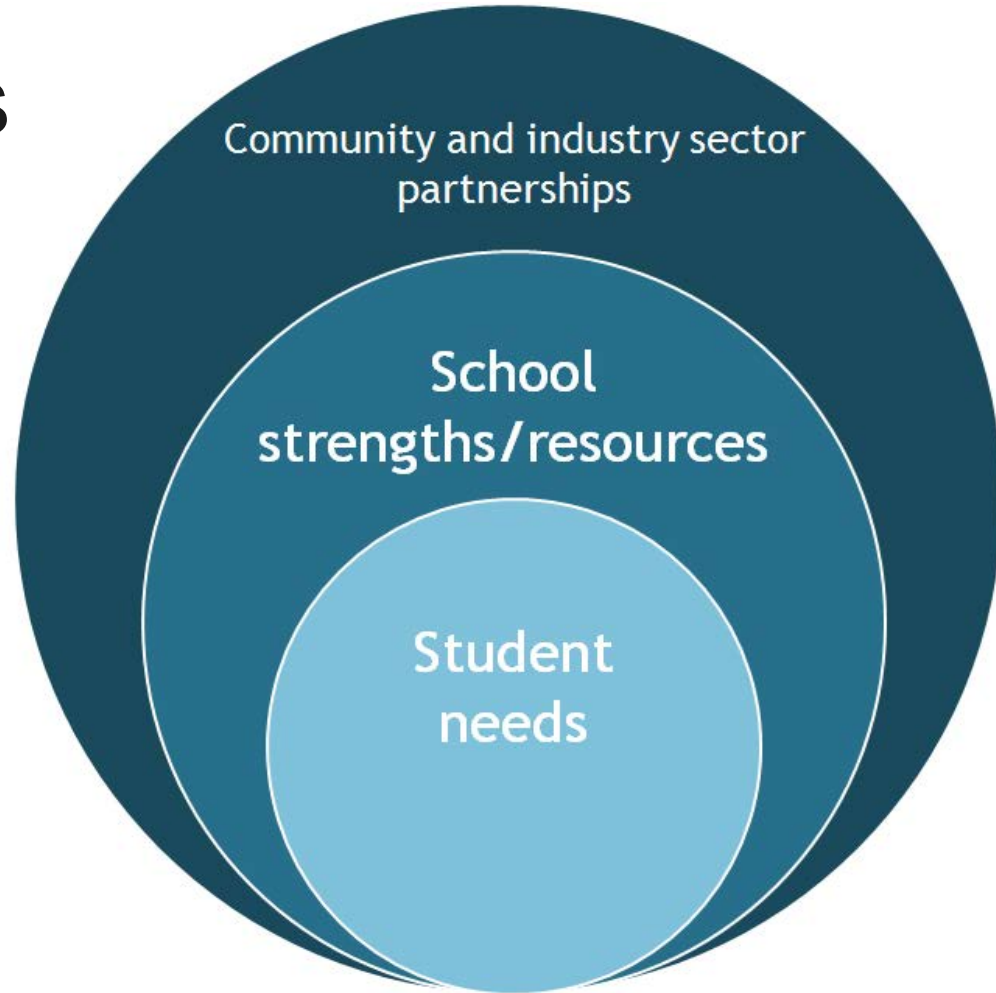 s
Community and industry sector
partnerships
School
strengths/resources
Student
needs